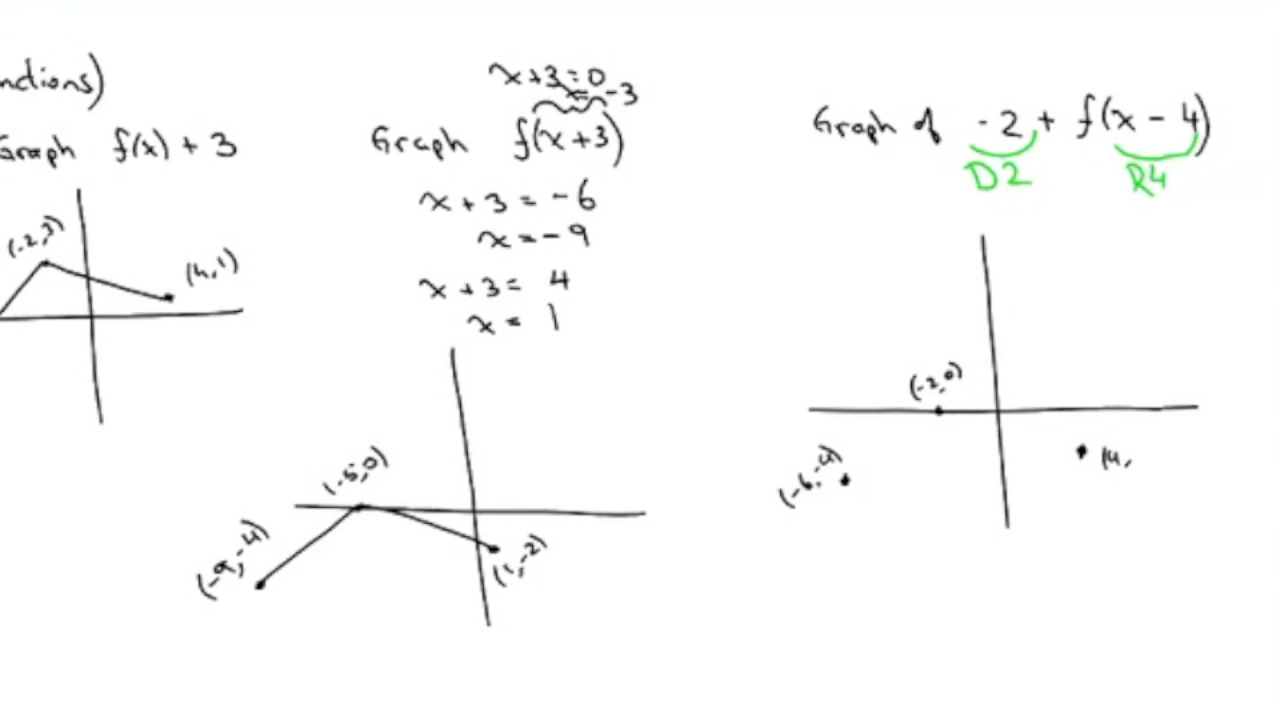 nctions)
Graph f(x) + 3
(-2,3)
(4,1)
x+3=0
x=-3
Graph f(x+3)
x + 3 = -6
x = -9
x + 3 = 4
x = 1
(-5,0)
(-9,-4)
(1,-2)
Graph of -2 + f(x - 4)
D2 R4
(-2,0)
(-6,-4)
(4,